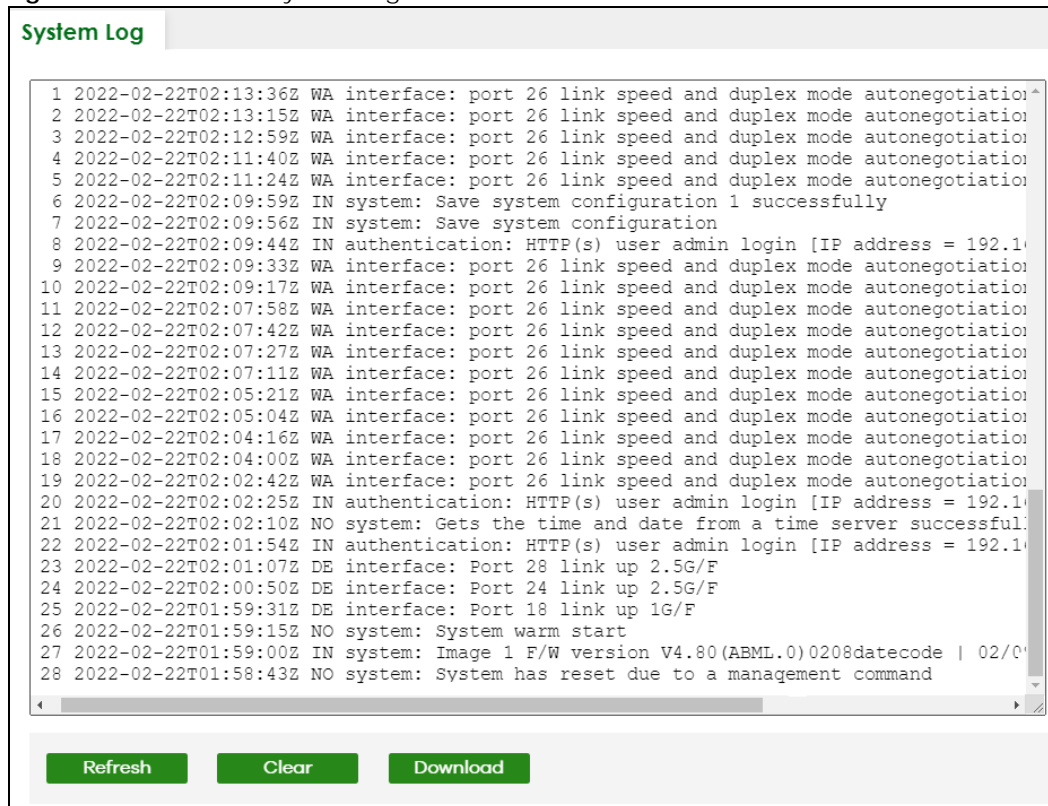 System Log
1 2022-02-22T02:13:36Z WA interface: port 26 link speed and duplex mode autonegotiation
2 2022-02-22T02:13:15Z WA interface: port 26 link speed and duplex mode autonegotiation
3 2022-02-22T02:12:59Z WA interface: port 26 link speed and duplex mode autonegotiation
4 2022-02-22T02:11:40Z WA interface: port 26 link speed and duplex mode autonegotiation
5 2022-02-22T02:11:24Z WA interface: port 26 link speed and duplex mode autonegotiation
6 2022-02-22T02:09:59Z IN system: Save system configuration 1 successfully
7 2022-02-22T02:09:56Z IN system: Save system configuration
8 2022-02-22T02:09:44Z IN authentication: HTTP(s) user admin login [IP address = 192.1
9 2022-02-22T02:09:33Z WA interface: port 26 link speed and duplex mode autonegotiation
10 2022-02-22T02:09:17Z WA interface: port 26 link speed and duplex mode autonegotiation
11 2022-02-22T02:07:58Z WA interface: port 26 link speed and duplex mode autonegotiation
12 2022-02-22T02:07:42Z WA interface: port 26 link speed and duplex mode autonegotiation
13 2022-02-22T02:07:27Z WA interface: port 26 link speed and duplex mode autonegotiation
14 2022-02-22T02:07:11Z WA interface: port 26 link speed and duplex mode autonegotiation
15 2022-02-22T02:05:21Z WA interface: port 26 link speed and duplex mode autonegotiation
16 2022-02-22T02:05:04Z WA interface: port 26 link speed and duplex mode autonegotiation
17 2022-02-22T02:04:16Z WA interface: port 26 link speed and duplex mode autonegotiation
18 2022-02-22T02:04:00Z WA interface: port 26 link speed and duplex mode autonegotiation
19 2022-02-22T02:02:42Z WA interface: port 26 link speed and duplex mode autonegotiation
20 2022-02-22T02:02:25Z IN authentication: HTTP(s) user admin login [IP address = 192.1
21 2022-02-22T02:02:10Z NO system: Gets the time and date from a time server successful
22 2022-02-22T02:01:54Z IN authentication: HTTP(s) user admin login [IP address = 192.1
23 2022-02-22T02:01:07Z DE interface: Port 28 link up 2.5G/F
24 2022-02-22T02:00:50Z DE interface: Port 24 link up 2.5G/F
25 2022-02-22T01:59:31Z DE interface: Port 18 link up 1G/F
26 2022-02-22T01:59:15Z NO system: System warm start
27 2022-02-22T01:59:00Z IN system: Image 1 F/W version V4.80(ABML.0)0208datecode | 02/0
28 2022-02-22T01:58:43Z NO system: System has reset due to a management command
Refresh Clear Download